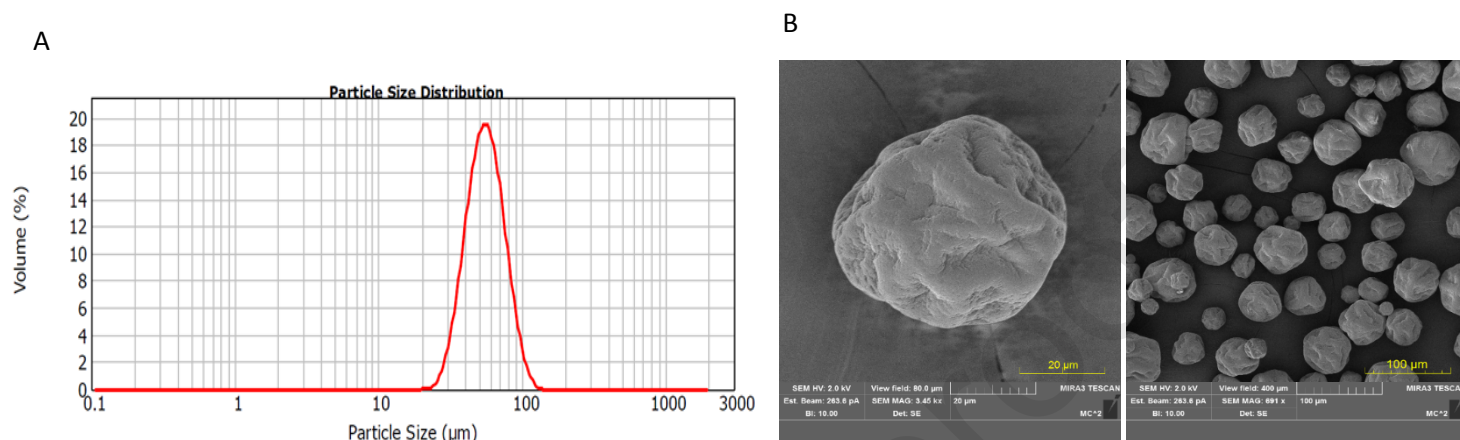 A
B
Particle Size Distribution
Volume (%)
20
18
16
14
12
10
8
6
4
2
0
0.1 1 10 100 1000 3000
Particle Size (µm)
20 µm
SEM HV: 2.0 kV View field: 80.0 µm MIRA3 TESCAN
Est. Beam: 263.6 pA SEM MAG: 3.45 kx 20 µm
BI: 10.00 Det: SE MC^2
100 µm
SEM HV: 2.0 kV View field: 400 µm MIRA3 TESCA
Est. Beam: 263.6 pA SEM MAG: 691 x 100 µm
BI: 10.00 Det: SE MC^2